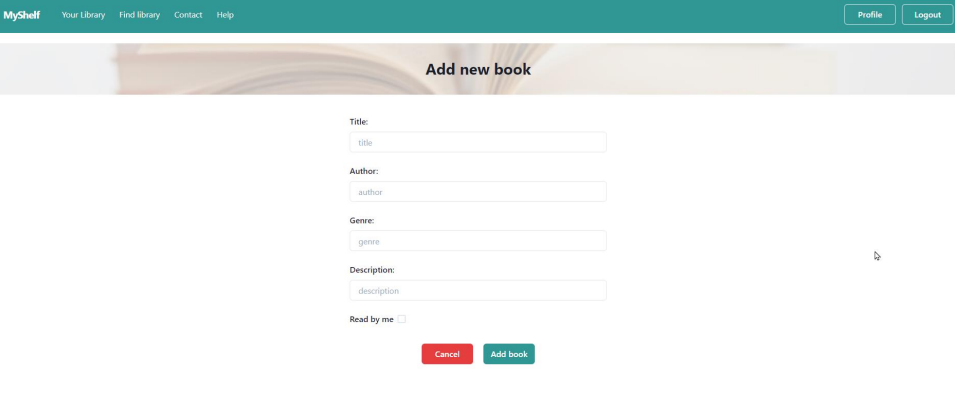 MyShelf Your Library Find library Contact Help Profile Logout
Add new book
Title:
title
Author:
author
Genre:
genre
Description:
description
Read by me
Cancel Add book